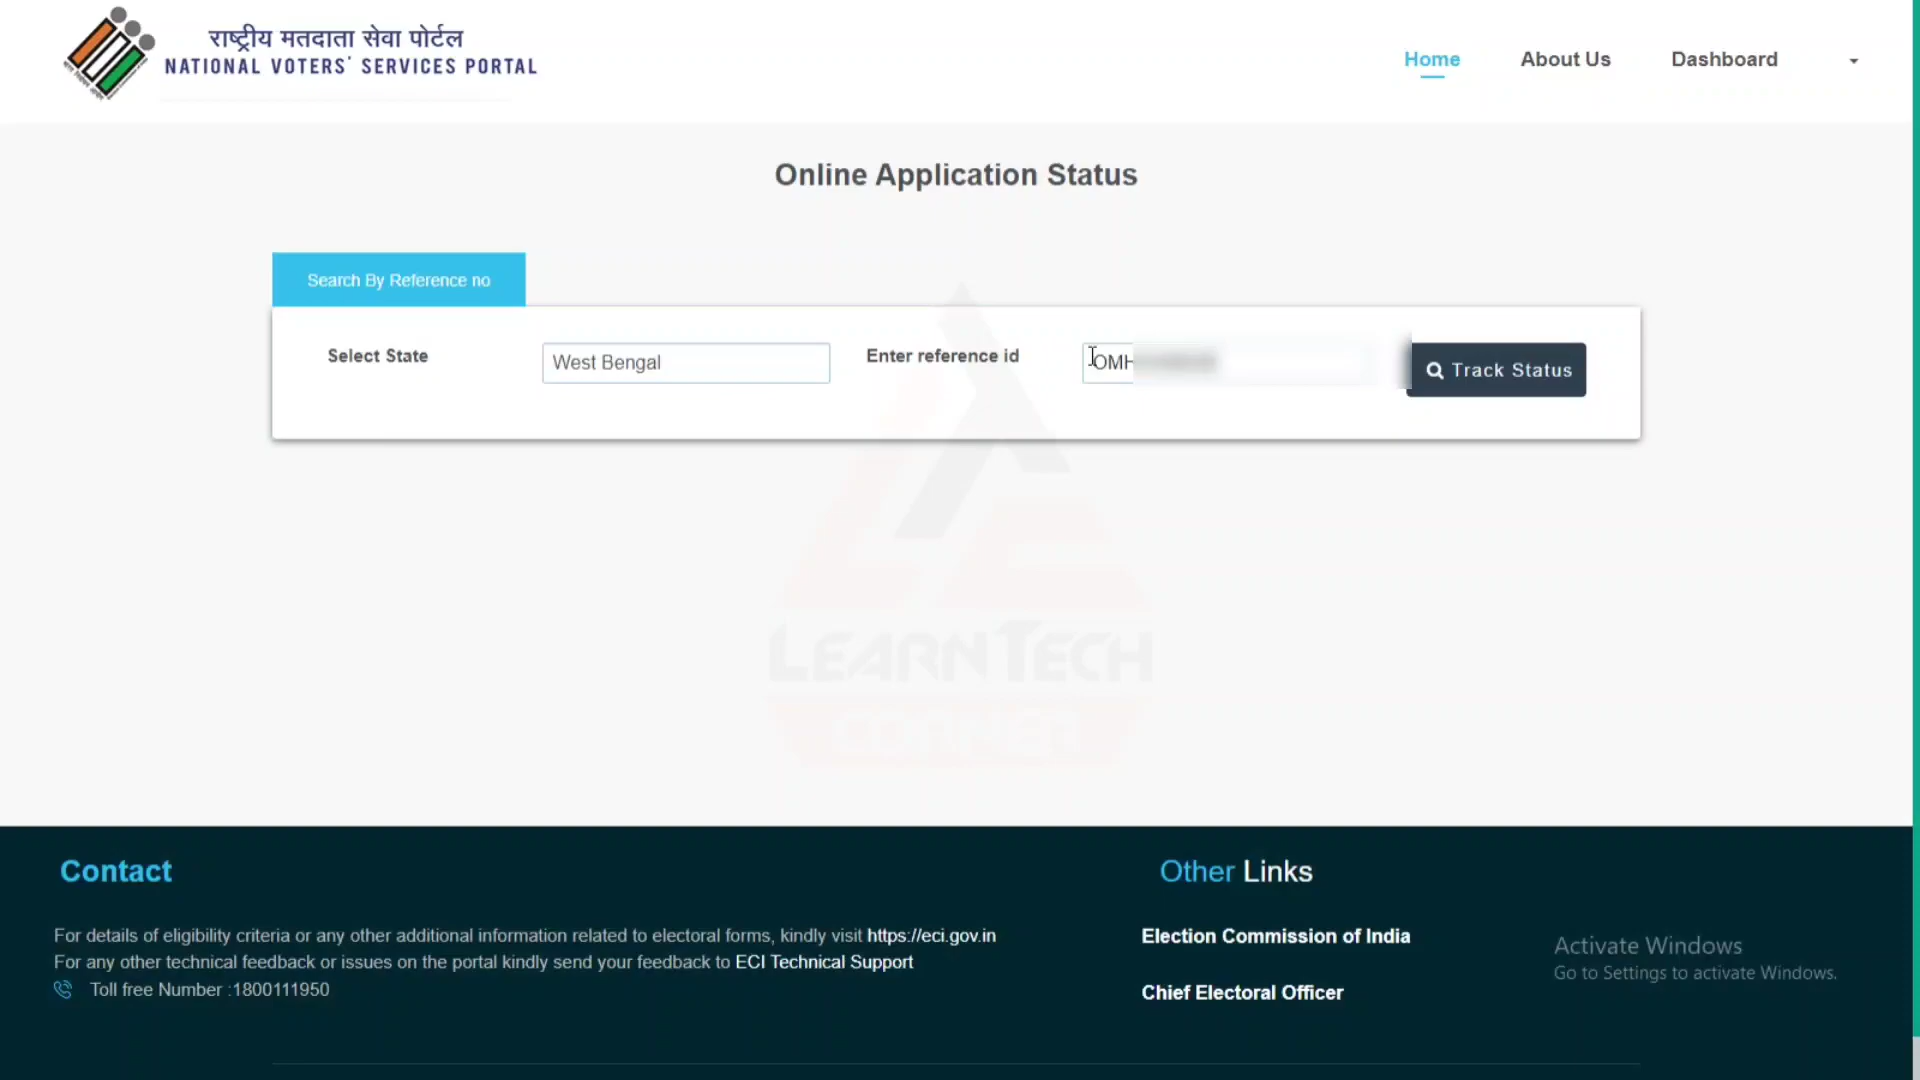 राष्ट्रीय मतदाता सेवा पोर्टल
NATIONAL VOTERS' SERVICES PORTAL
Home
About Us
Dashboard
Online Application Status
Search By Reference no
Select State
West Bengal
Enter reference id
OMH
Track Status
LEARNTECH
CORNER
Contact
For details of eligibility criteria or any other additional information related to electoral forms, kindly visit https://eci.gov.in
For any other technical feedback or issues on the portal kindly send your feedback to ECI Technical Support
Toll free Number :1800111950
Other Links
Election Commission of India
Chief Electoral Officer
Activate Windows
Go to Settings to activate Windows.